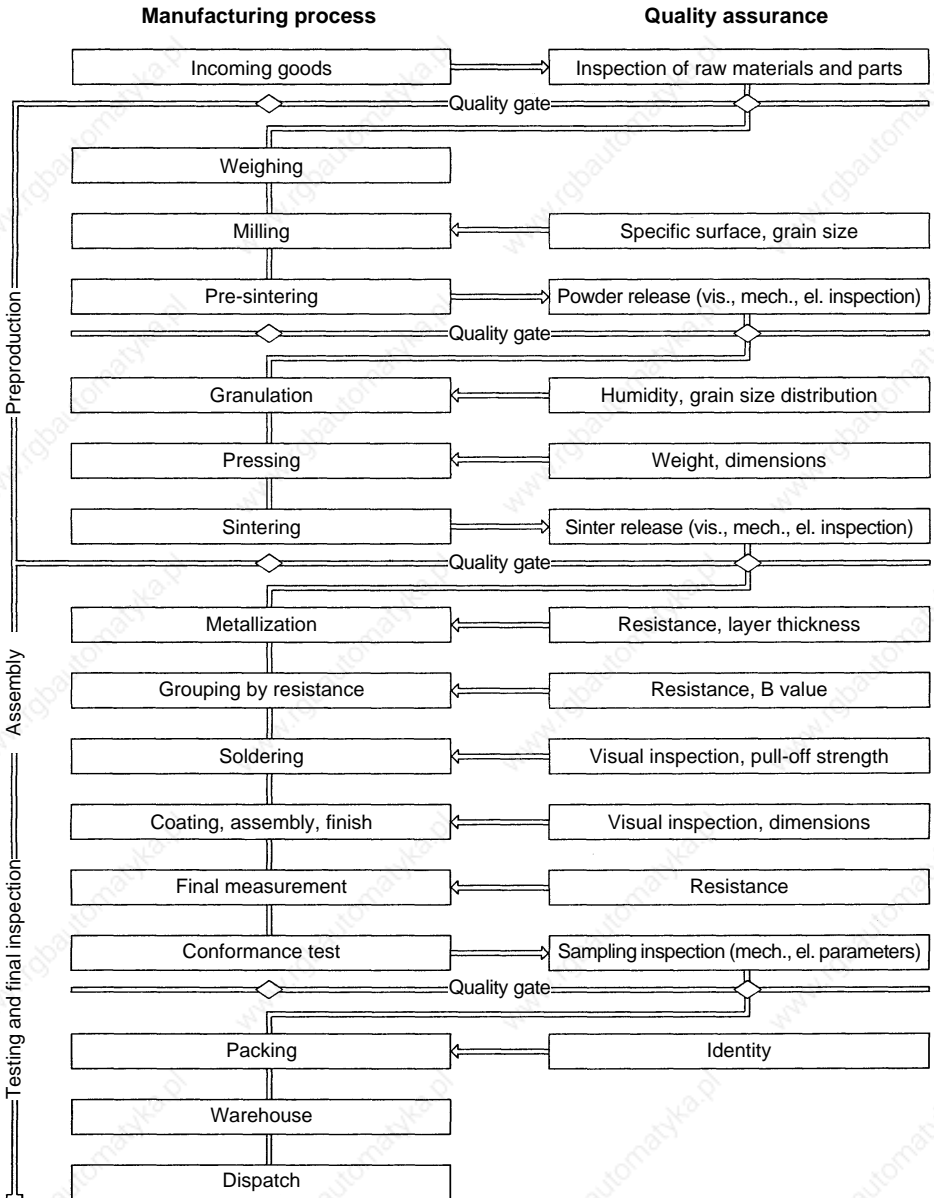 Manufacturing process
Quality assurance
Incoming goods
Inspection of raw materials and parts
Quality gate
Weighing
Milling
Specific surface, grain size
Pre-sintering
Powder release (vis., mech., el. inspection)
Quality gate
Granulation
Humidity, grain size distribution
Pressing
Weight, dimensions
Sintering
Sinter release (vis., mech., el. inspection)
Quality gate
Metallization
Resistance, layer thickness
Grouping by resistance
Resistance, B value
Soldering
Visual inspection, pull-off strength
Coating, assembly, finish
Visual inspection, dimensions
Final measurement
Resistance
Conformance test
Sampling inspection (mech., el. parameters)
Quality gate
Packing
Identity
Warehouse
Dispatch
Preproduction
Assembly
Testing and final inspection
www.rgbautomatyka.pl